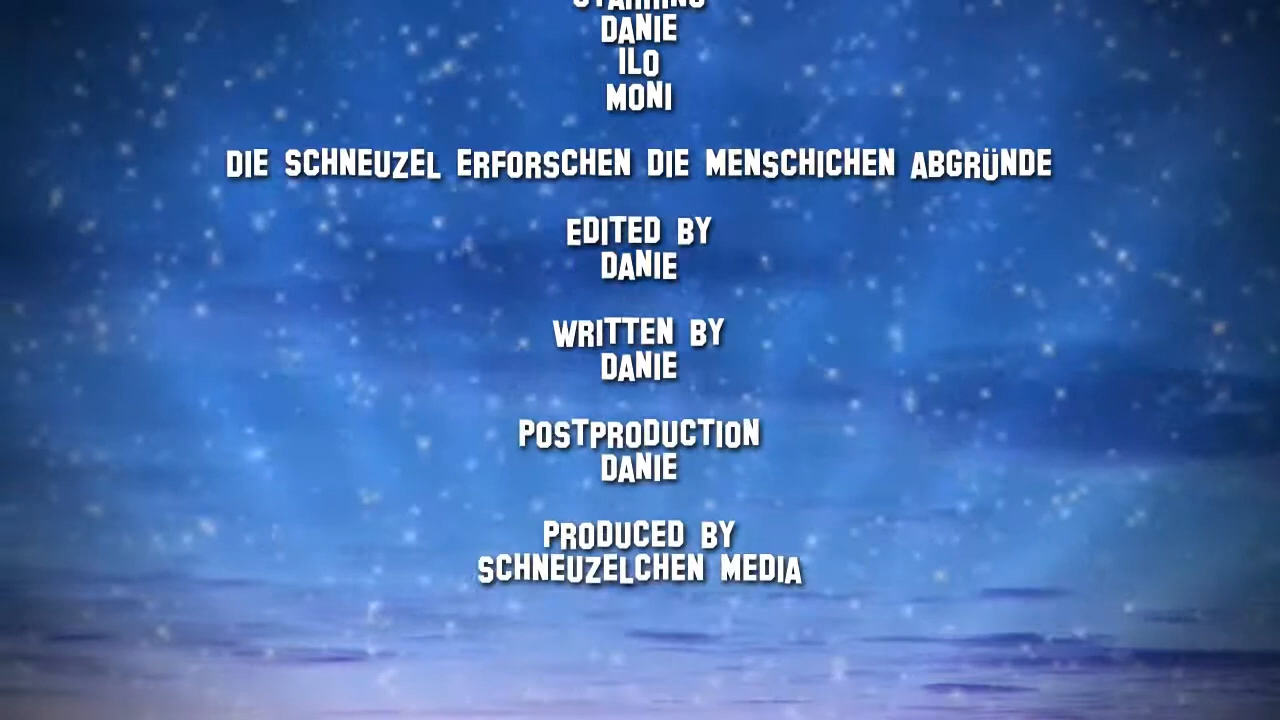 STARRING
DANIE
ILO
MONI
DIE SCHNEUZEL ERFORSCHEN DIE MENSCHICHEN ABGRÜNDE
EDITED BY
DANIE
WRITTEN BY
DANIE
POSTPRODUCTION
DANIE
PRODUCED BY
SCHNEUZELCHEN MEDIA